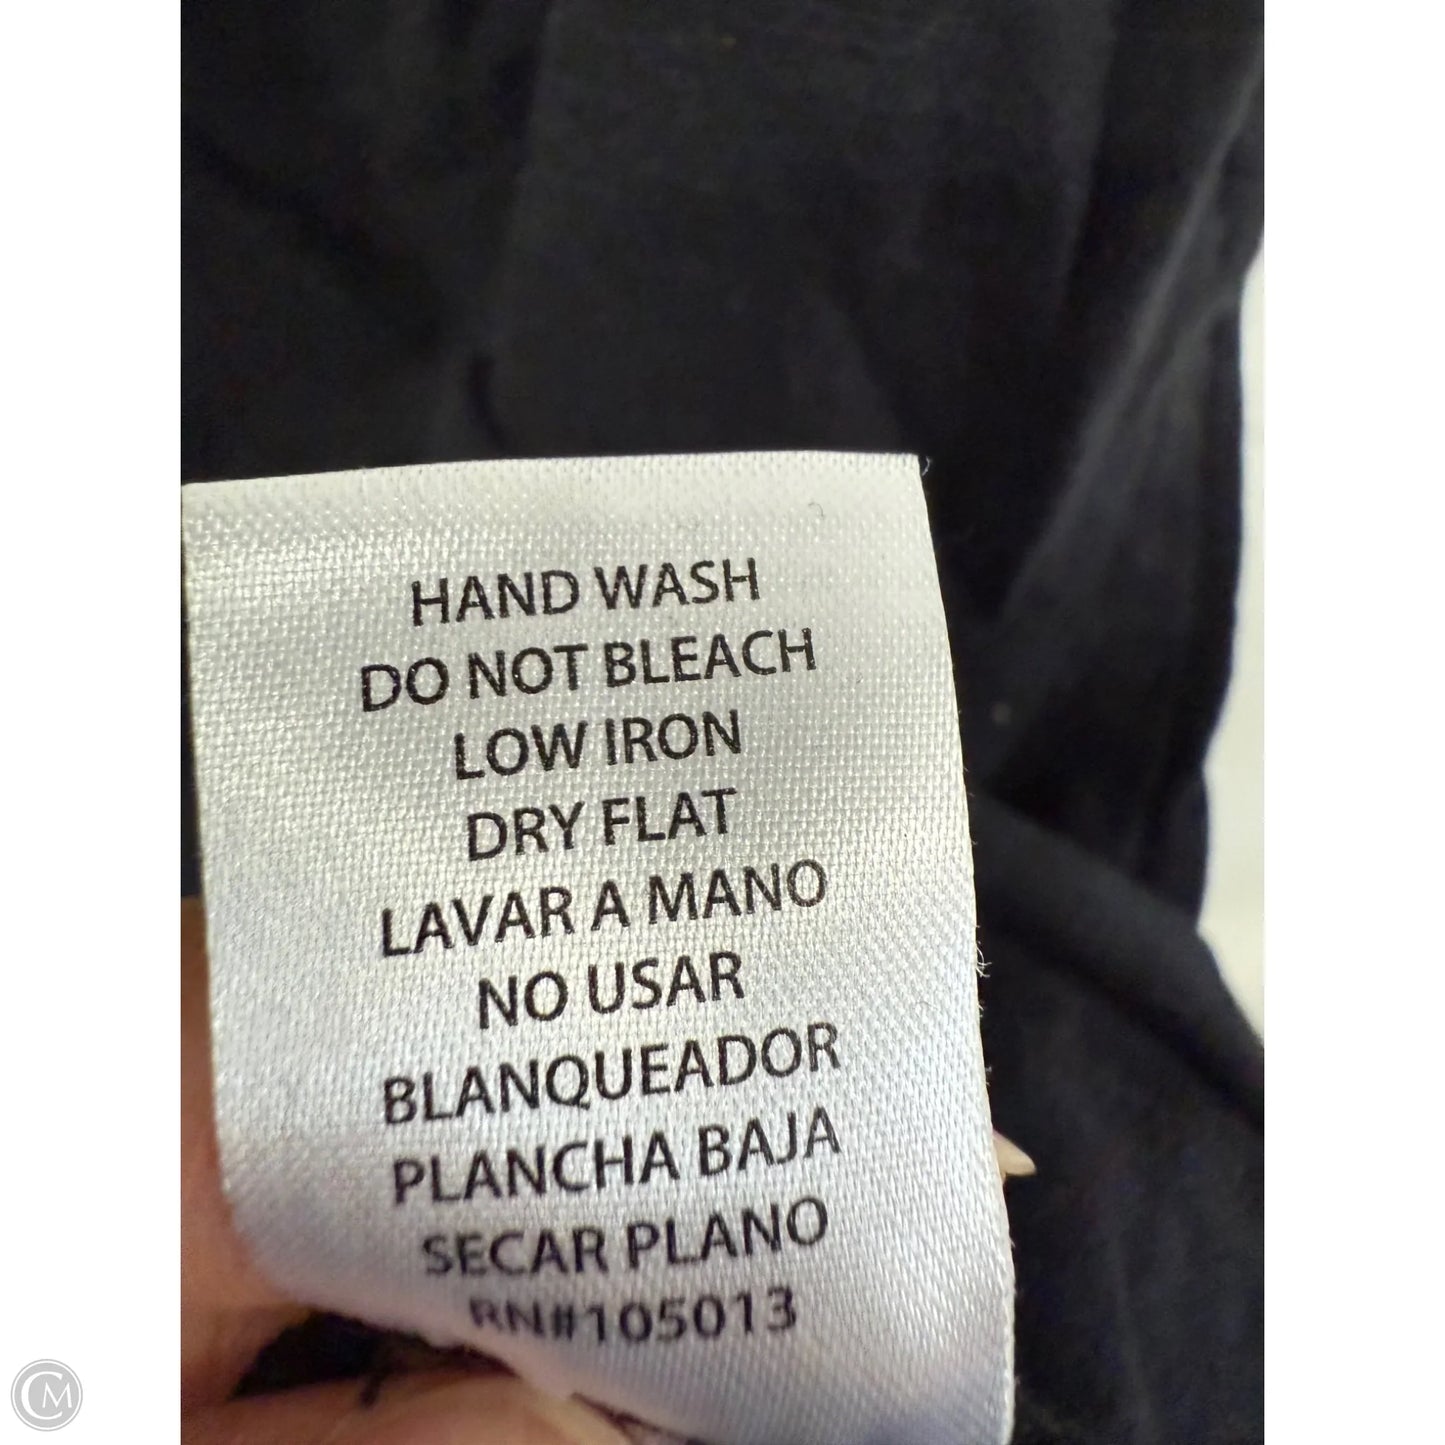 HAND WASH
DO NOT BLEACH
LOW IRON
DRY FLAT
LAVAR A MANO
NO USAR
BLANQUEADOR
PLANCHA BAJA
SECAR PLANO
RN#105013
CM